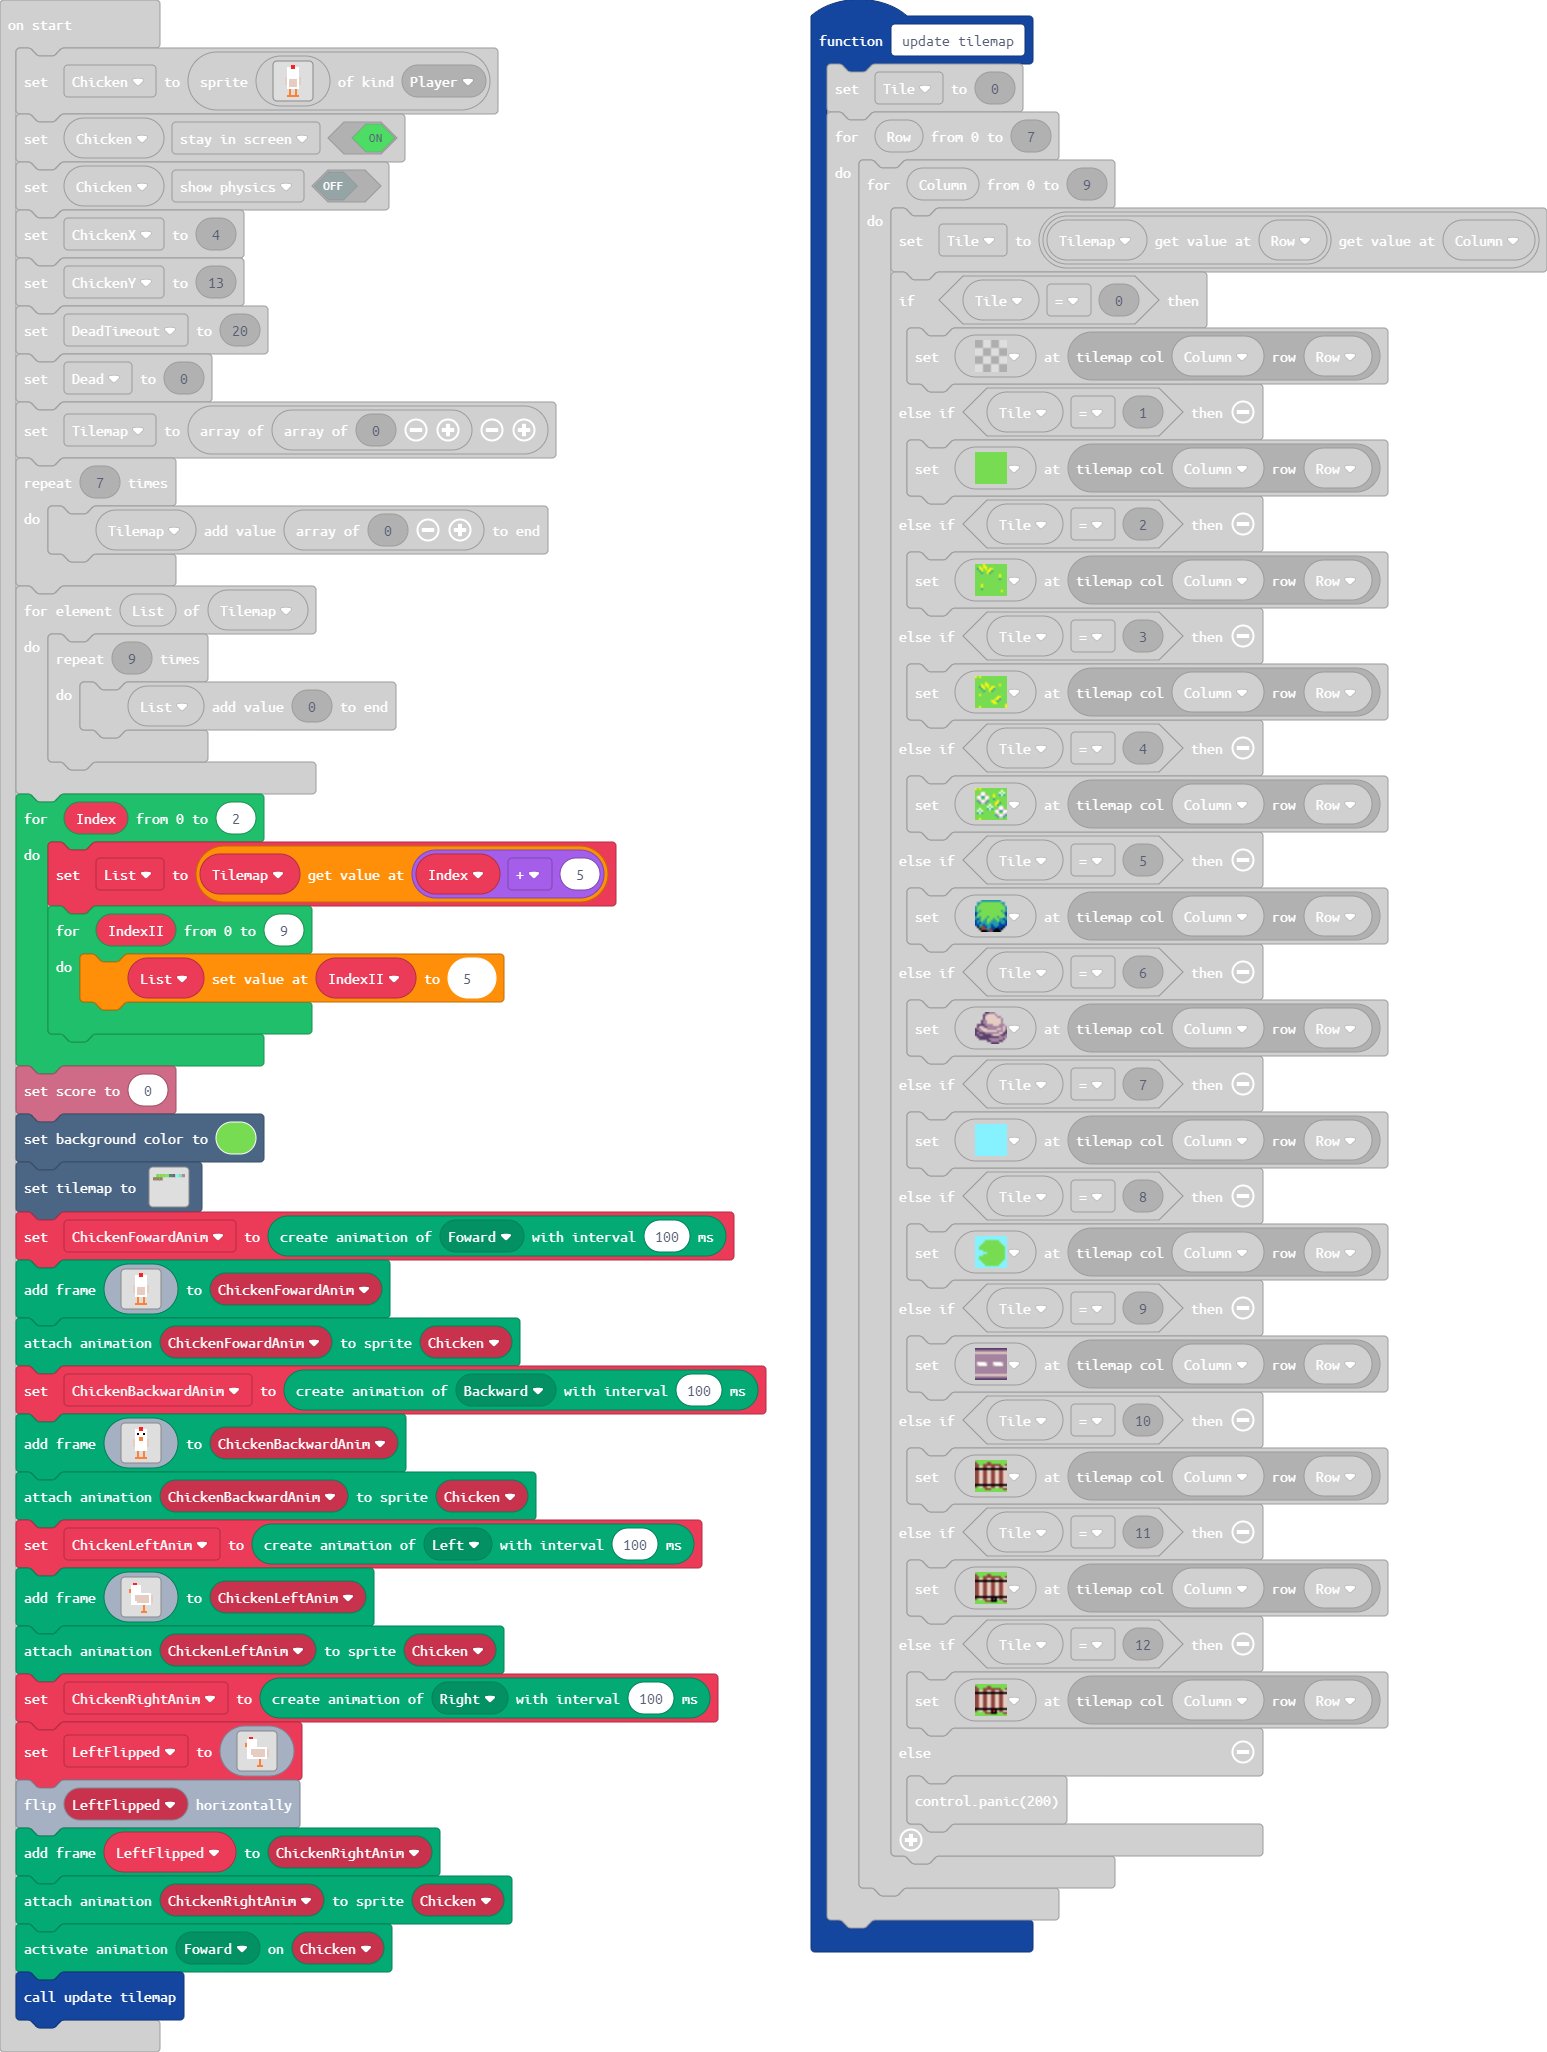 on start
set Chicken to sprite of kind Player
set Chicken stay in screen ON
set Chicken show physics OFF
set ChickenX to 4
set ChickenY to 13
set DeadTimeout to 20
set Dead to 0
set Tilemap to array of array of 0
repeat 7 times
do Tilemap add value array of 0 to end
for element List of Tilemap
do repeat 9 times
do List add value 0 to end
for Index from 0 to 2
do set List to Tilemap get value at Index + 5
for IndexII from 0 to 9
do List set value at IndexII to 5
set score to 0
set background color to
set tilemap to
set ChickenFowardAnim to create animation of Foward with interval 100 ms
add frame to ChickenFowardAnim
attach animation ChickenFowardAnim to sprite Chicken
set ChickenBackwardAnim to create animation of Backward with interval 100 ms
add frame to ChickenBackwardAnim
attach animation ChickenBackwardAnim to sprite Chicken
set ChickenLeftAnim to create animation of Left with interval 100 ms
add frame to ChickenLeftAnim
attach animation ChickenLeftAnim to sprite Chicken
set ChickenRightAnim to create animation of Right with interval 100 ms
set LeftFlipped to
flip LeftFlipped horizontally
add frame LeftFlipped to ChickenRightAnim
attach animation ChickenRightAnim to sprite Chicken
activate animation Foward on Chicken
call update tilemap
function update tilemap
set Tile to 0
for Row from 0 to 7
do for Column from 0 to 9
do set Tile to Tilemap get value at Row get value at Column
if Tile = 0 then
set at tilemap col Column row Row
else if Tile = 1 then
set at tilemap col Column row Row
else if Tile = 2 then
set at tilemap col Column row Row
else if Tile = 3 then
set at tilemap col Column row Row
else if Tile = 4 then
set at tilemap col Column row Row
else if Tile = 5 then
set at tilemap col Column row Row
else if Tile = 6 then
set at tilemap col Column row Row
else if Tile = 7 then
set at tilemap col Column row Row
else if Tile = 8 then
set at tilemap col Column row Row
else if Tile = 9 then
set at tilemap col Column row Row
else if Tile = 10 then
set at tilemap col Column row Row
else if Tile = 11 then
set at tilemap col Column row Row
else if Tile = 12 then
set at tilemap col Column row Row
else
control.panic(200)